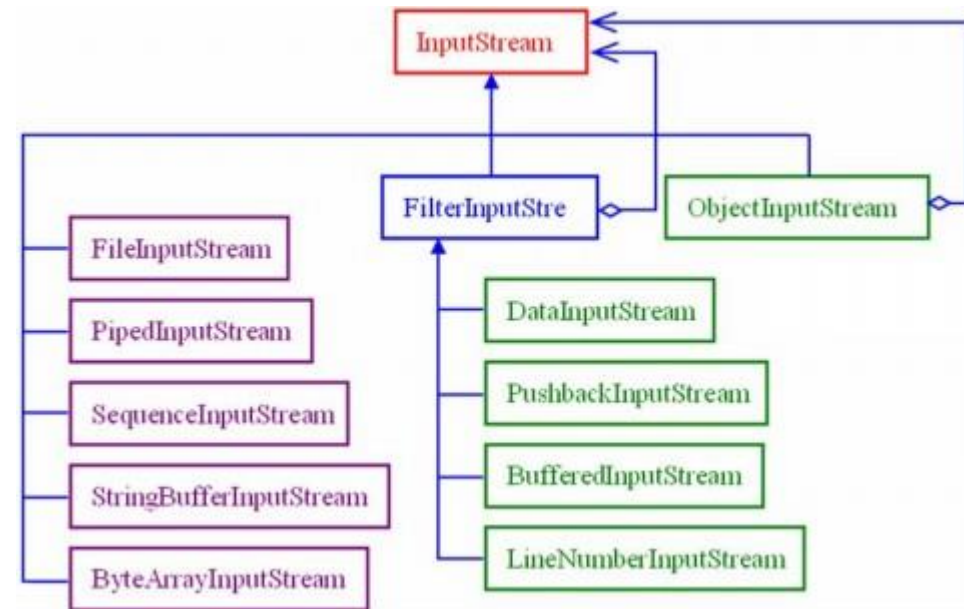 InputStream
FilterInputStre
ObjectInputStream
FileInputStream
PipedInputStream
SequenceInputStream
StringBufferInputStream
ByteArrayInputStream
DataInputStream
PushbackInputStream
BufferedInputStream
LineNumberInputStream